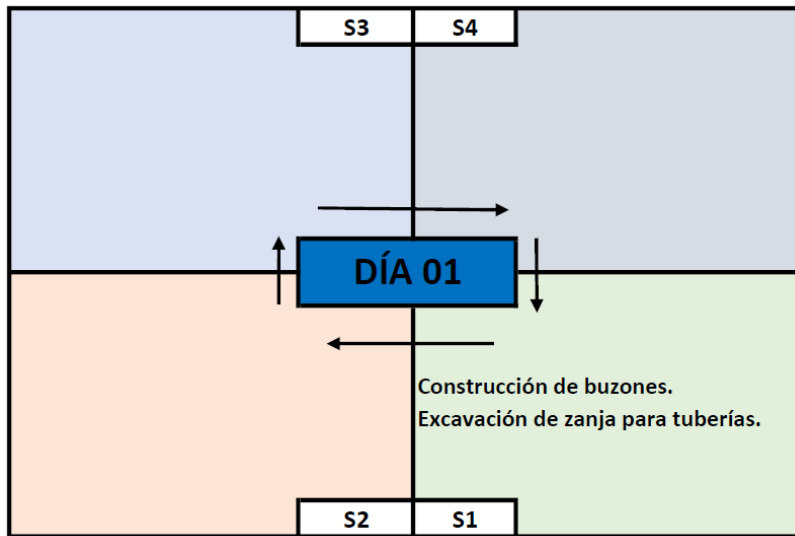 S3 S4
DÍA 01
Construcción de buzones.
Excavación de zanja para tuberías.
S2 S1